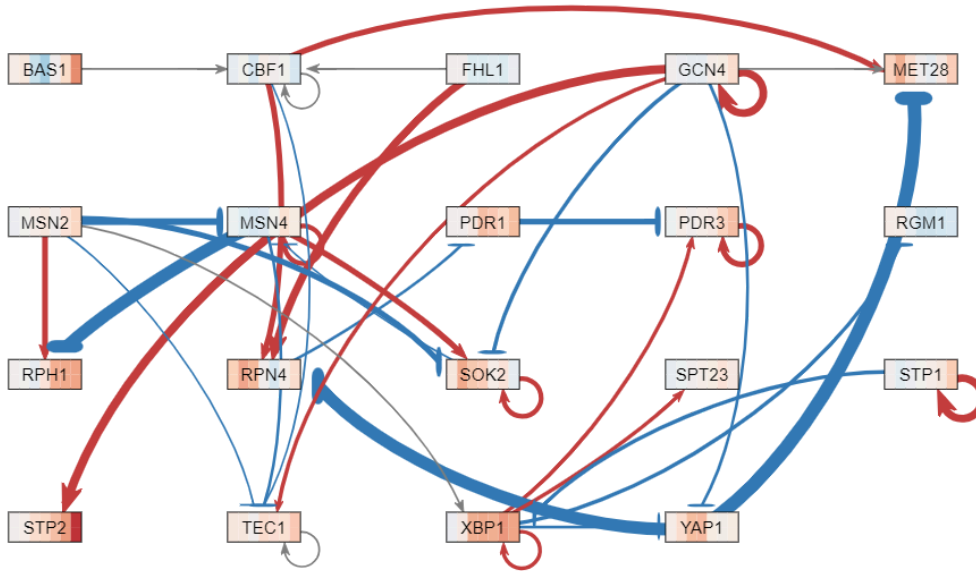 BAS1 CBF1 FHL1 GCN4 MET28
MSN2 MSN4 PDR1 PDR3 RGM1
RPH1 RPN4 SOK2 SPT23 STP1
STP2 TEC1 XBP1 YAP1